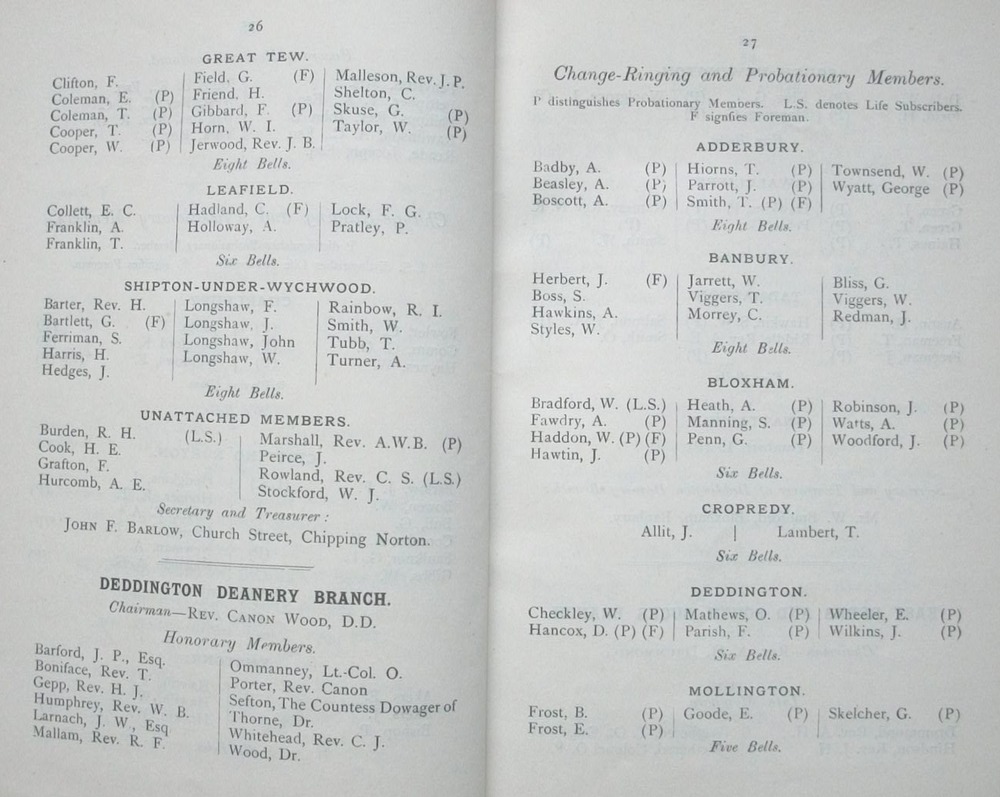 26
GREAT TEW.
Clifton, F. | Field, G. (F) | Malleson, Rev. J. P.
Coleman, E. (P) | Friend, H. | Shelton, C.
Coleman, T. (P) | Gibbard, F. (P) | Skuse, G. (P)
Cooper, T. (P) | Horn, W. I. | Taylor, W. (P)
Cooper, W. (P) | Jerwood, Rev. J. B.
Eight Bells.
LEAFIELD.
Collett, E. C. | Hadland, C. (F) | Lock, F. G.
Franklin, A. | Holloway, A. | Pratley, P.
Franklin, T.
Six Bells.
SHIPTON-UNDER-WYCHWOOD.
Barter, Rev. H. | Longshaw, F. | Rainbow, R. I.
Bartlett, G. (F) | Longshaw, J. | Smith, W.
Ferriman, S. | Longshaw, John | Tubb, T.
Harris, H. | Longshaw, W. | Turner, A.
Hedges, J.
Eight Bells.
UNATTACHED MEMBERS.
Burden, R. H. (L.S.) | Marshall, Rev. A.W.B. (P)
Cook, H. E. | Peirce, J.
Grafton, F. | Rowland, Rev. C. S. (L.S.)
Hurcomb, A. E. | Stockford, W. J.
Secretary and Treasurer :
JOHN F. BARLOW, Church Street, Chipping Norton.
DEDDINGTON DEANERY BRANCH.
Chairman—REV. CANON WOOD, D.D.
Honorary Members.
Barford, J. P., Esq. | Ommanney, Lt.-Col. O.
Boniface, Rev. T. | Porter, Rev. Canon
Gepp, Rev. H. J. | Sefton, The Countess Dowager of
Humphrey, Rev. W. B. | Thorne, Dr.
Larnach, J. W., Esq | Whitehead, Rev. C. J.
Mallam, Rev. R. F. | Wood, Dr.
27
Change-Ringing and Probationary Members.
P distinguishes Probationary Members. L.S. denotes Life Subscribers.
F signfies Foreman.
ADDERBURY.
Badby, A. (P) | Hiorns, T. (P) | Townsend, W. (P)
Beasley, A. (P) | Parrott, J. (P) | Wyatt, George (P)
Boscott, A. (P) | Smith, T. (P) (F)
Eight Bells.
BANBURY.
Herbert, J. (F) | Jarrett, W. | Bliss, G.
Boss, S. | Viggers, T. | Viggers, W.
Hawkins, A. | Morrey, C. | Redman, J.
Styles, W.
Eight Bells.
BLOXHAM.
Bradford, W. (L.S.) | Heath, A. (P) | Robinson, J. (P)
Fawdry, A. (P) | Manning, S. (P) | Watts, A. (P)
Haddon, W. (P) (F) | Penn, G. (P) | Woodford, J. (P)
Hawtin, J. (P)
Six Bells.
CROPREDY.
Allit, J. | Lambert, T.
Six Bells.
DEDDINGTON.
Checkley, W. (P) | Mathews, O. (P) | Wheeler, E. (P)
Hancox, D. (P) (F) | Parish, F. (P) | Wilkins, J. (P)
Six Bells.
MOLLINGTON.
Frost, B. (P) | Goode, E. (P) | Skelcher, G. (P)
Frost, E. (P)
Five Bells.